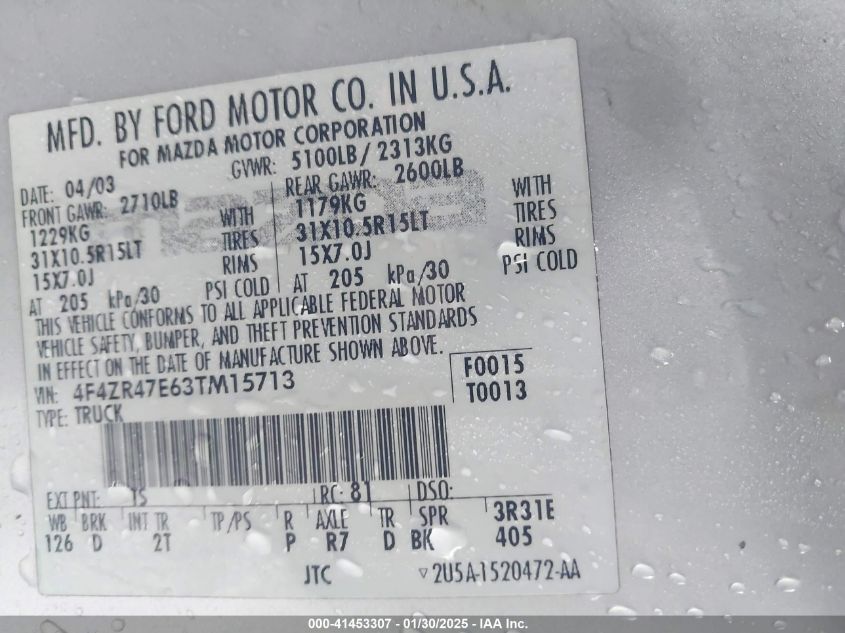 MFD. BY FORD MOTOR CO. IN U.S.A.
FOR MAZDA MOTOR CORPORATION
GVWR: 5100LB/ 2313KG
DATE: 04/03
FRONT GAWR: 2710LB
1229KG WITH
31X10.5R15LT TIRES
15X7.0J RIMS
AT 205 kPa/30 PSI COLD
REAR GAWR: 2600LB
1179KG WITH
31X10.5R15LT TIRES
15X7.0J RIMS
AT 205 kPa/30 PSI COLD
THIS VEHICLE CONFORMS TO ALL APPLICABLE FEDERAL MOTOR
VEHICLE SAFETY, BUMPER, AND THEFT PREVENTION STANDARDS
IN EFFECT ON THE DATE OF MANUFACTURE SHOWN ABOVE.
VIN: 4F4ZR47E63TM15713
TYPE: TRUCK
F0015
T0013
EXT PNT: TS RC: 81 DSO:
WB BRK INT TR TP/PS R AXLE TR SPR 3R31E
126 D 2T P R7 D BK 405
JTC 2U5A-1520472-AA
000-41453307 - 01/30/2025 - IAA Inc.